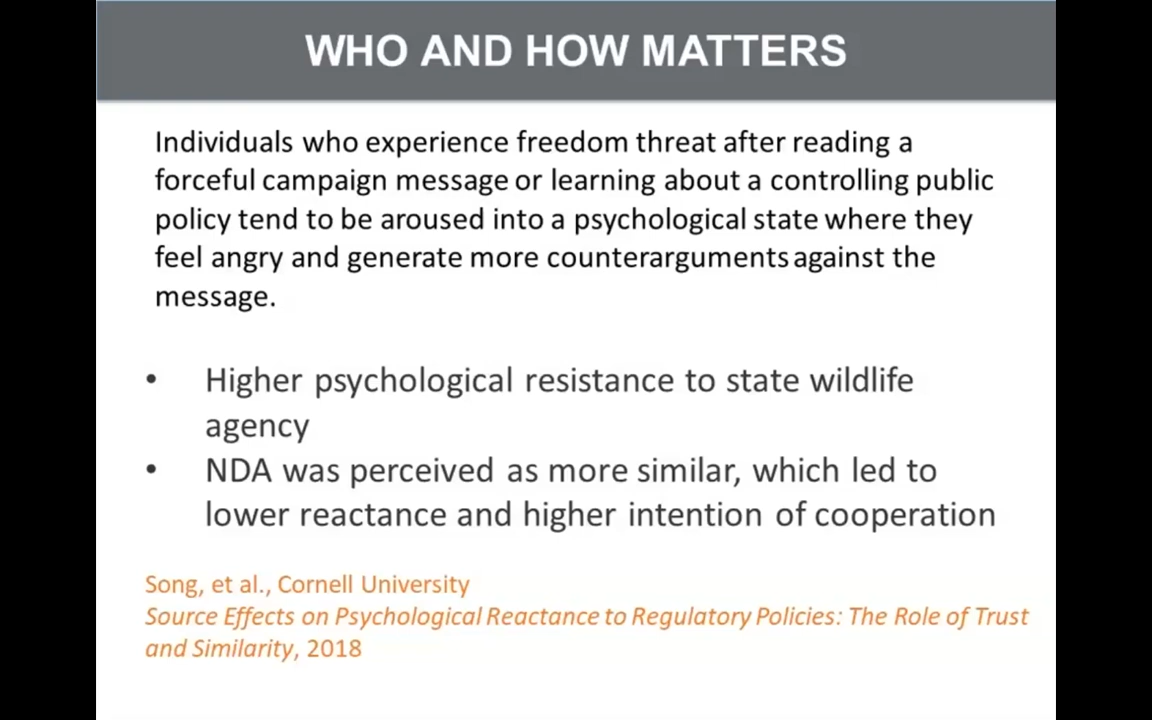 WHO AND HOW MATTERS
Individuals who experience freedom threat after reading a
forceful campaign message or learning about a controlling public
policy tend to be aroused into a psychological state where they
feel angry and generate more counterarguments against the
message.
• Higher psychological resistance to state wildlife
agency
• NDA was perceived as more similar, which led to
lower reactance and higher intention of cooperation
Song, et al., Cornell University
Source Effects on Psychological Reactance to Regulatory Policies: The Role of Trust
and Similarity, 2018